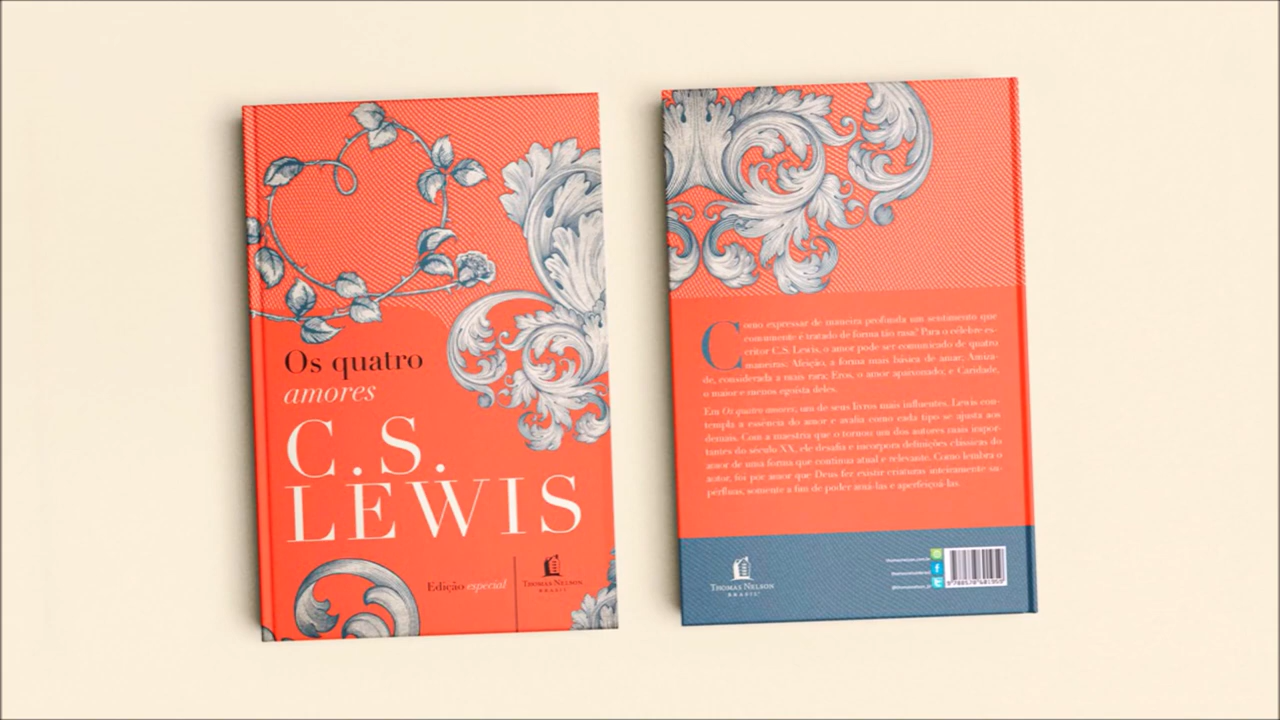 Os quatro
amores
C.S.
LEWIS
Edição especial
THOMAS NELSON
BRASIL
Como expressar de maneira profunda um sentimento que
comumente é tratado de forma tão rasa? Para o célebre es-
critor C.S. Lewis, o amor pode ser comunicado de quatro
maneiras: Afeição, a forma mais básica de amar; Amiza-
de, considerada a mais rara; Eros, o amor apaixonado; e Caridade,
o maior e menos egoísta deles.
Em Os quatro amores, um de seus livros mais influentes, Lewis con-
templa a essência do amor e avalia como cada tipo se ajusta aos
demais. Com a maestria que o tornou um dos autores mais impor-
tantes do século XX, ele desafia e incorpora definições clássicas do
amor de uma forma que continua atual e relevante. Como lembra o
autor, foi por amor que Deus fez existir criaturas inteiramente su-
pérfluas, somente a fim de poder amá-las e aperfeiçoá-las.
THOMAS NELSON
BRASIL